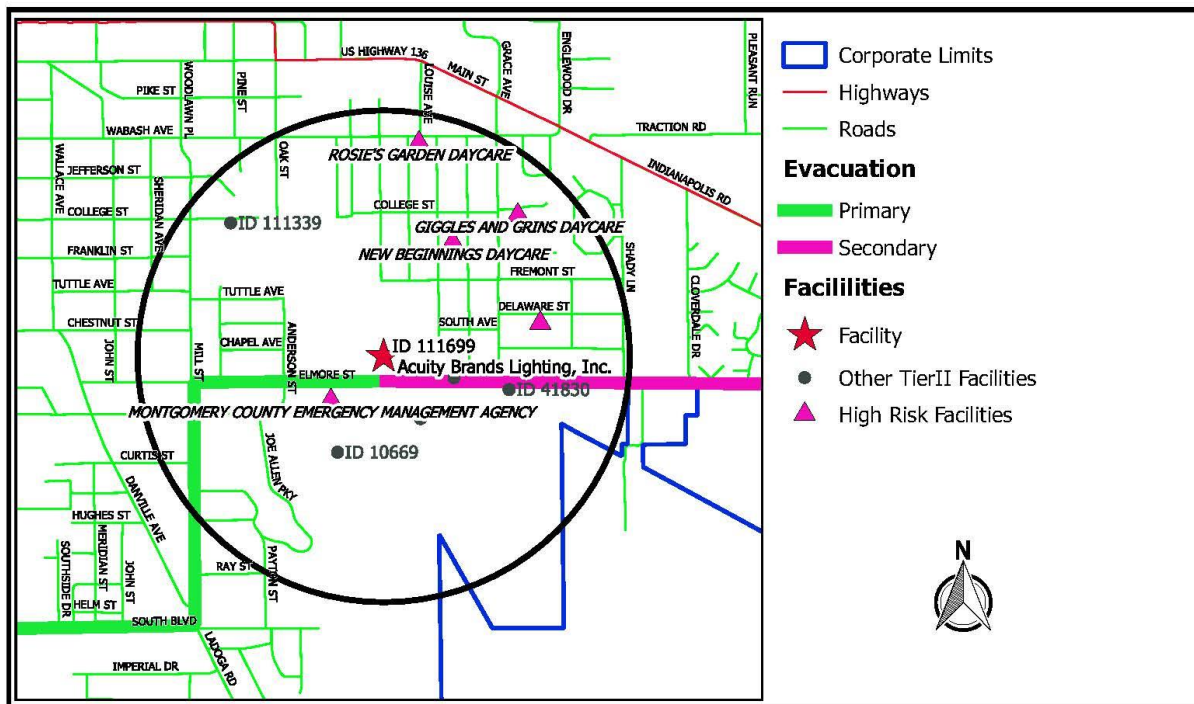 US HIGHWAY 136
MAIN ST
GRACE AVE
ENGLEWOOD DR
PLEASANT RUN
LOUISE AVE
WOODLAWN PL
PINE ST
PIKE ST
WABASH AVE
TRACTION RD
INDIANAPOLIS RD
ROSIE'S GARDEN DAYCARE
OAK ST
WALLACE AVE
JEFFERSON ST
SHERIDAN AVE
COLLEGE ST
COLLEGE ST
ID 111339
GIGGLES AND GRINS DAYCARE
NEW BEGINNINGS DAYCARE
FRANKLIN ST
SHADY LN
FREMONT ST
CLOVERDALE DR
TUTTLE AVE
TUTTLE AVE
DELAWARE ST
CHESTNUT ST
SOUTH AVE
ANDERSON ST
CHAPEL AVE
JOHN ST
MILL ST
ID 111699
Acuity Brands Lighting, Inc.
ELMORE ST
ID 41830
MONTGOMERY COUNTY EMERGENCY MANAGEMENT AGENCY
JOE ALLEN PKY
ID 10669
CURTIS ST
DANVILLE AVE
HUGHES ST
MERIDIAN ST
JOHN ST
SOUTHSIDE DR
PAYTON ST
RAY ST
HELM ST
SOUTH BLVD
LADOGA RD
IMPERIAL DR
Corporate Limits
Highways
Roads
Evacuation
Primary
Secondary
Facililities
Facility
Other TierII Facilities
High Risk Facilities
N